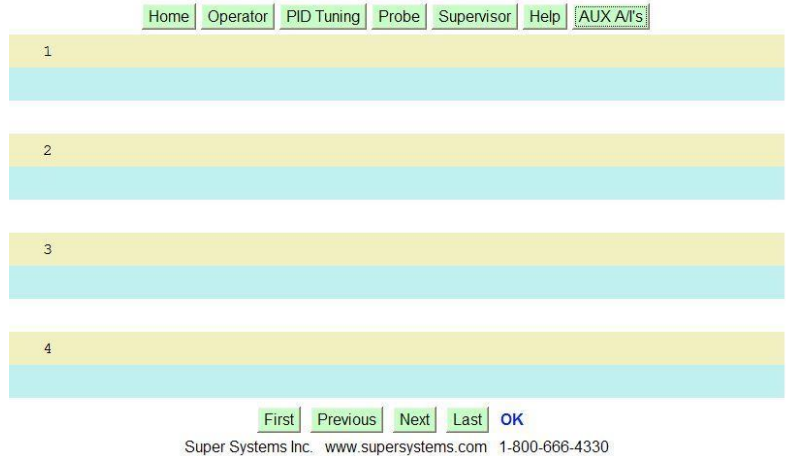 Home Operator PID Tuning Probe Supervisor Help AUX A/I's
1
2
3
4
First Previous Next Last OK
Super Systems Inc. www.supersystems.com 1-800-666-4330